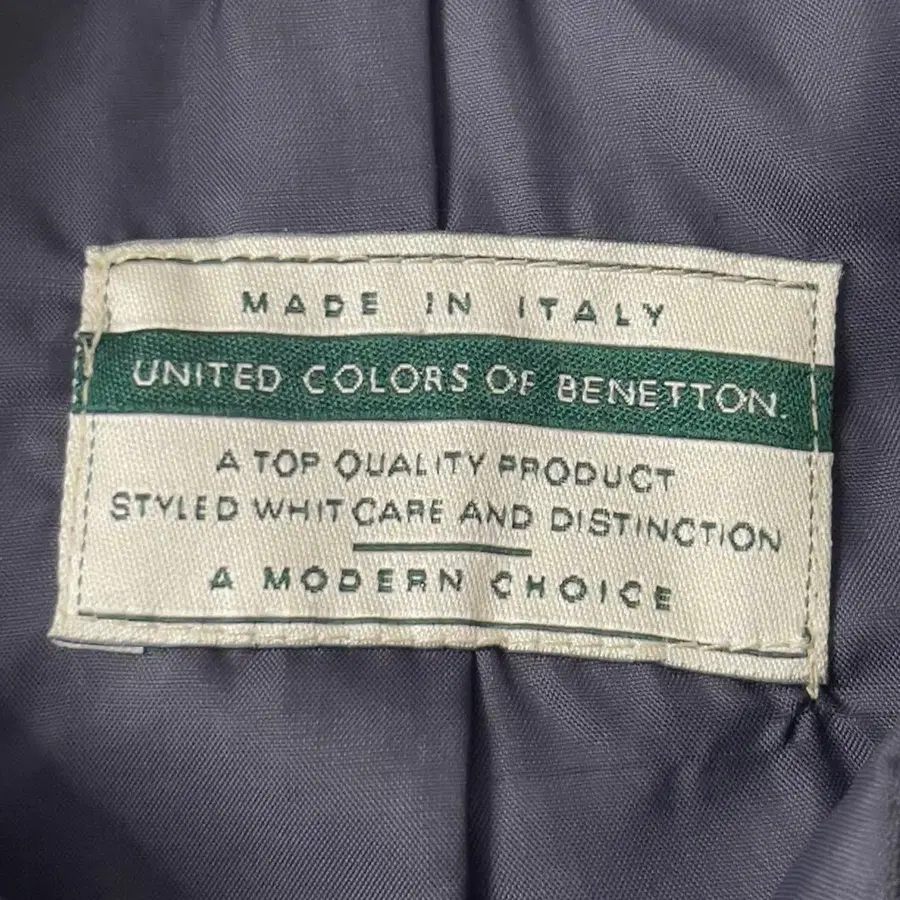 MADE IN ITALY
UNITED COLORS OF BENETTON.
A TOP QUALITY PRODUCT
STYLED WHIT CARE AND DISTINCTION
A MODERN CHOICE